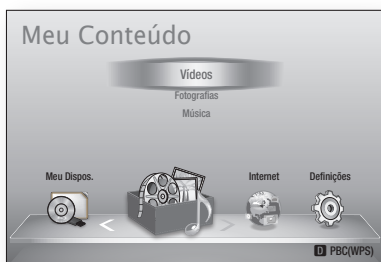 Meu Conteúdo
Vídeos
Fotografias
Música
Meu Dispos. Internet Definições
D PBC(WPS)